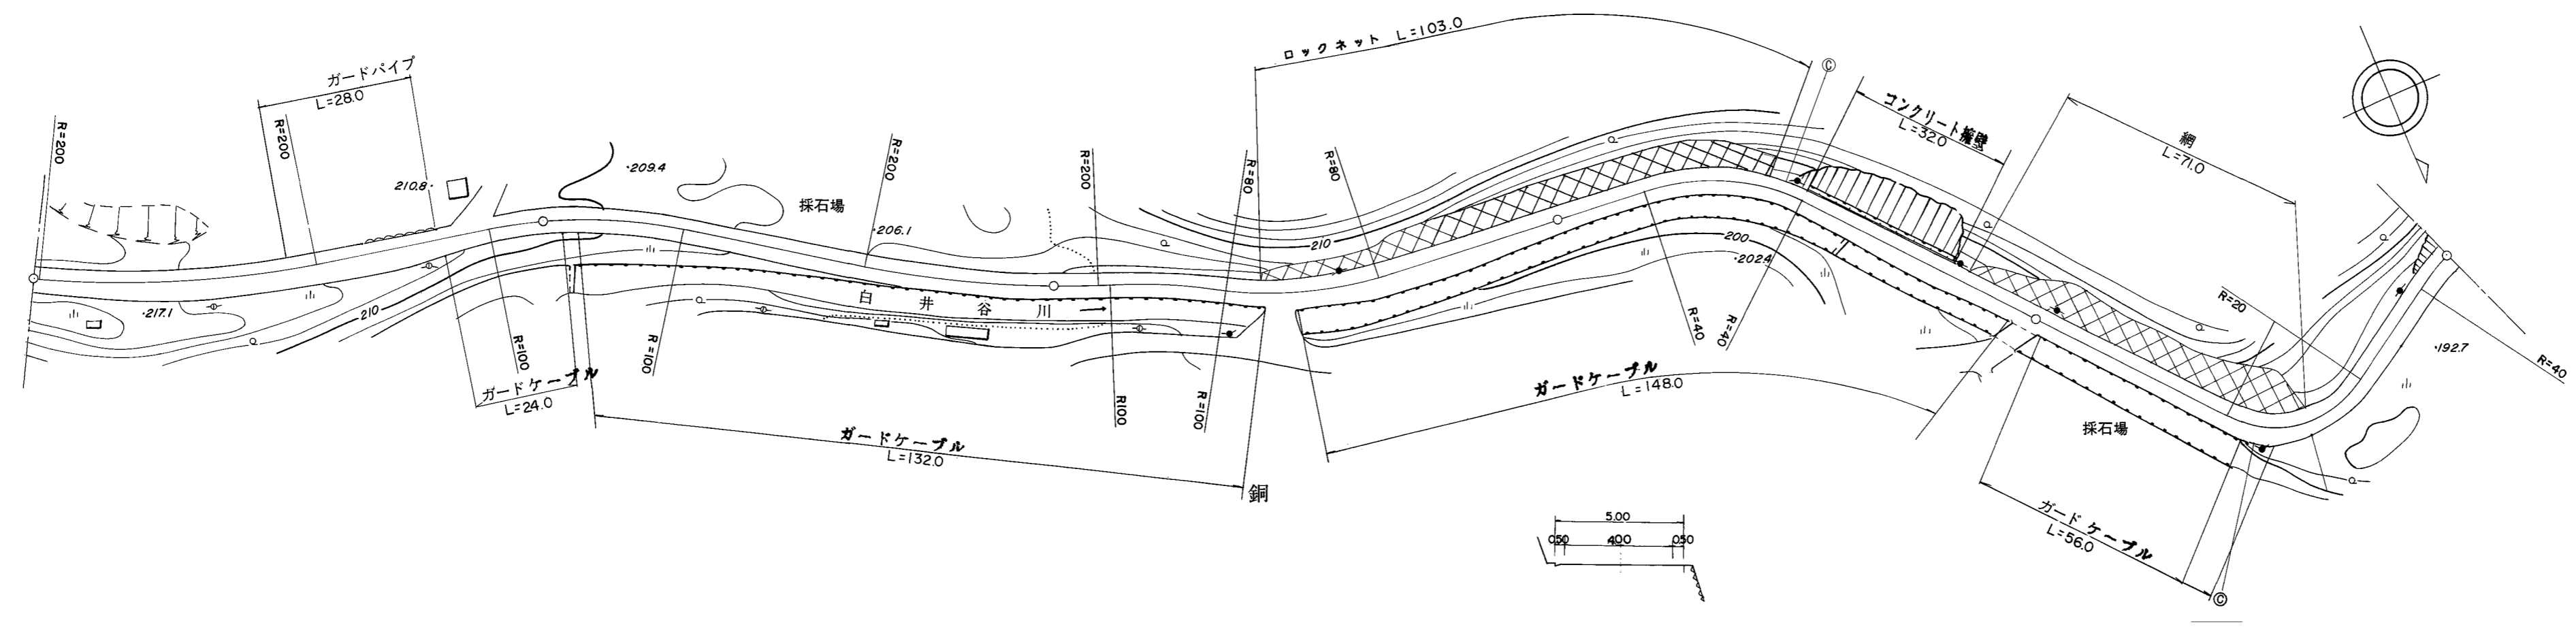 ロックネット L=103.0
Ⓒ
ガードパイプ
L=28.0
コンクリート擁壁
L=32.0
網
L=71.0
R=200
R=200
R=200
R=200
R=80
R=80
・209.4
210.8・
採石場
・206.1
210
200
・202.4
・217.1
210
白井谷川
R=20
・192.7
R=40
R=100
R=100
R=40
R=40
R100
R=100
ガードケーブル
L=24.0
ガードケーブル
L=132.0
銅
ガードケーブル
L=148.0
採石場
ガードケーブル
L=56.0
Ⓒ
5.00
0.50 4.00 0.50